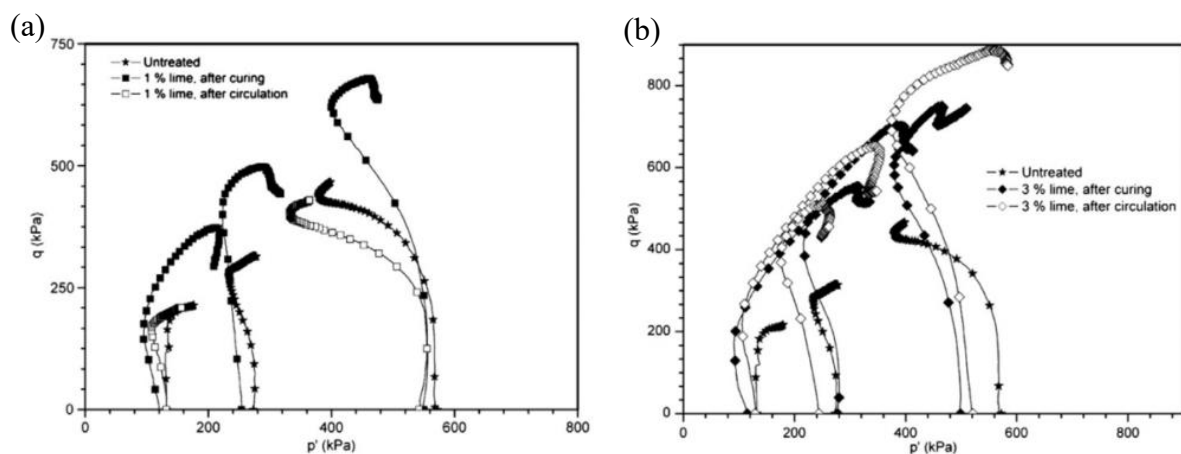 (a)
750
Untreated
1 % lime, after curing
1 % lime, after circulation
500
q (kPa)
250
0
0 200 400 600 800
p' (kPa)
(b)
800
600
Untreated
3 % lime, after curing
3 % lime, after circulation
q (kPa)
400
200
0
0 200 400 600 800
p' (kPa)